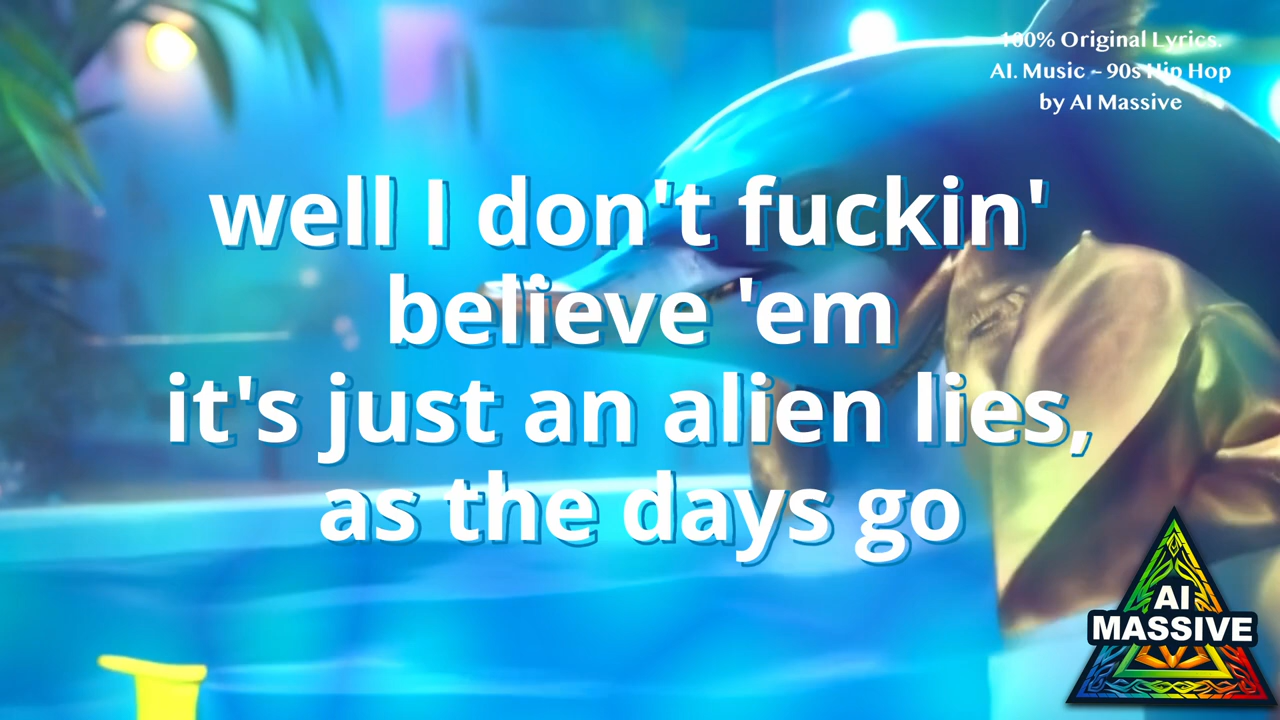 100% Original Lyrics.
AI. Music - 90s Hip Hop
by AI Massive
well I don't fuckin'
believe 'em
it's just an alien lies,
as the days go
AI
MASSIVE